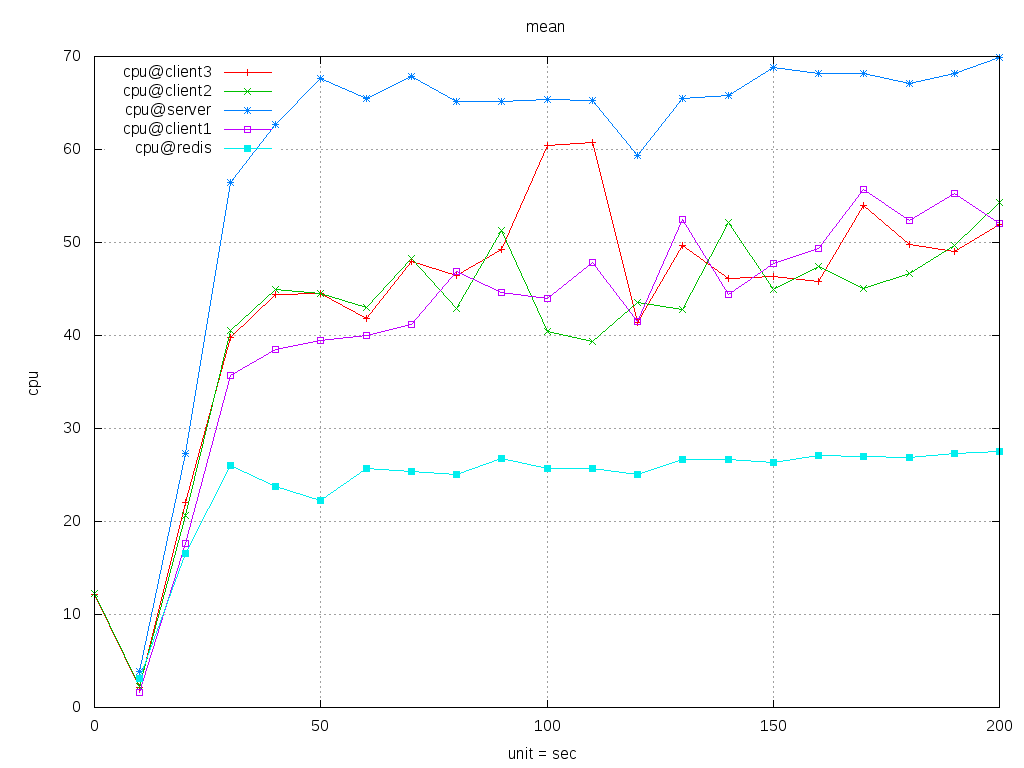 mean
70
60
50
40
30
20
10
0
cpu@client3
cpu@client2
cpu@server
cpu@client1
cpu@redis
cpu
0 50 100 150 200
unit = sec